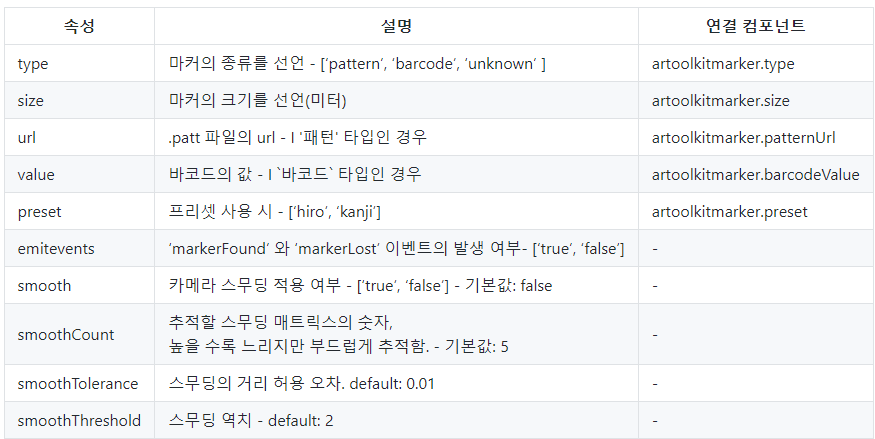 속성 설명 연결 컴포넌트
type 마커의 종류를 선언 - [‘pattern’, ‘barcode’, ‘unknown’ ] artoolkitmarker.type
size 마커의 크기를 선언(미터) artoolkitmarker.size
url .patt 파일의 url - I '패턴' 타입인 경우 artoolkitmarker.patternUrl
value 바코드의 값 - I `바코드` 타입인 경우 artoolkitmarker.barcodeValue
preset 프리셋 사용 시 - [‘hiro’, ‘kanji’] artoolkitmarker.preset
emitevents ‘markerFound’ 와 ‘markerLost’ 이벤트의 발생 여부- [‘true’, ‘false’] -
smooth 카메라 스무딩 적용 여부 - [‘true’, ‘false’] - 기본값: false -
smoothCount 추적할 스무딩 매트릭스의 숫자,
높을 수록 느리지만 부드럽게 추적함. - 기본값: 5 -
smoothTolerance 스무딩의 거리 허용 오차. default: 0.01 -
smoothThreshold 스무딩 역치 - default: 2 -